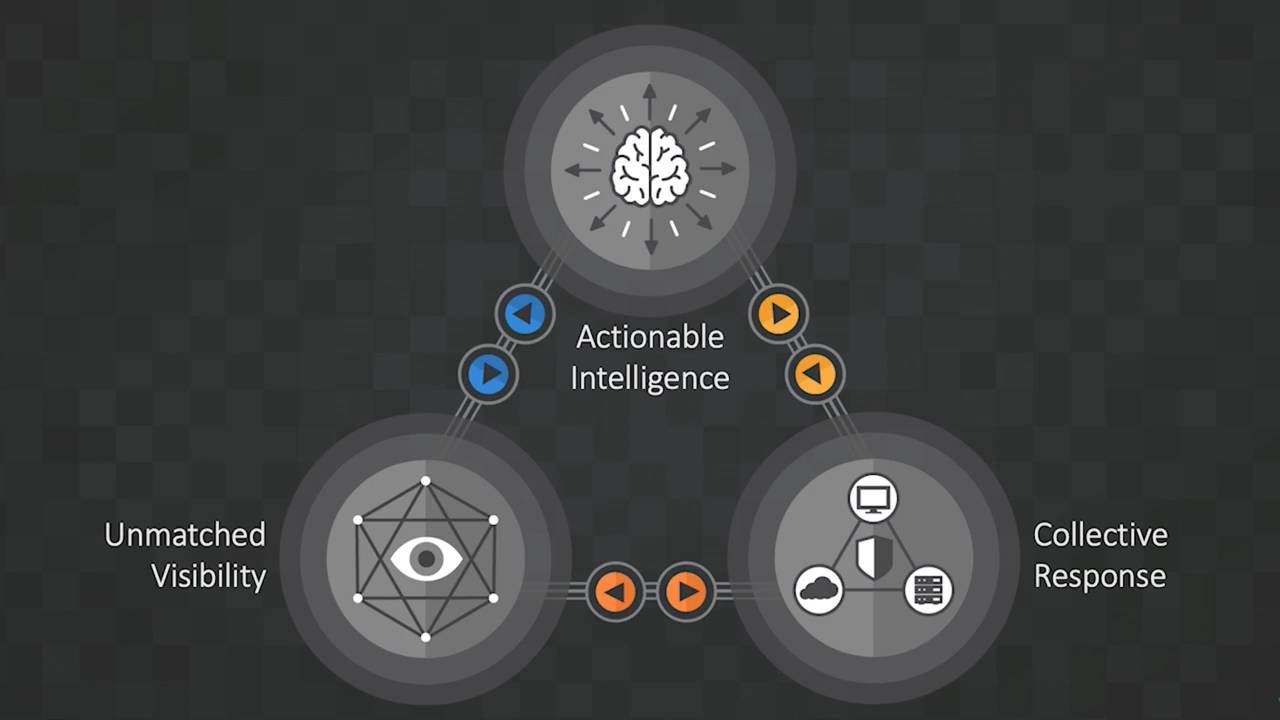 Actionable
Intelligence
Unmatched
Visibility
Collective
Response